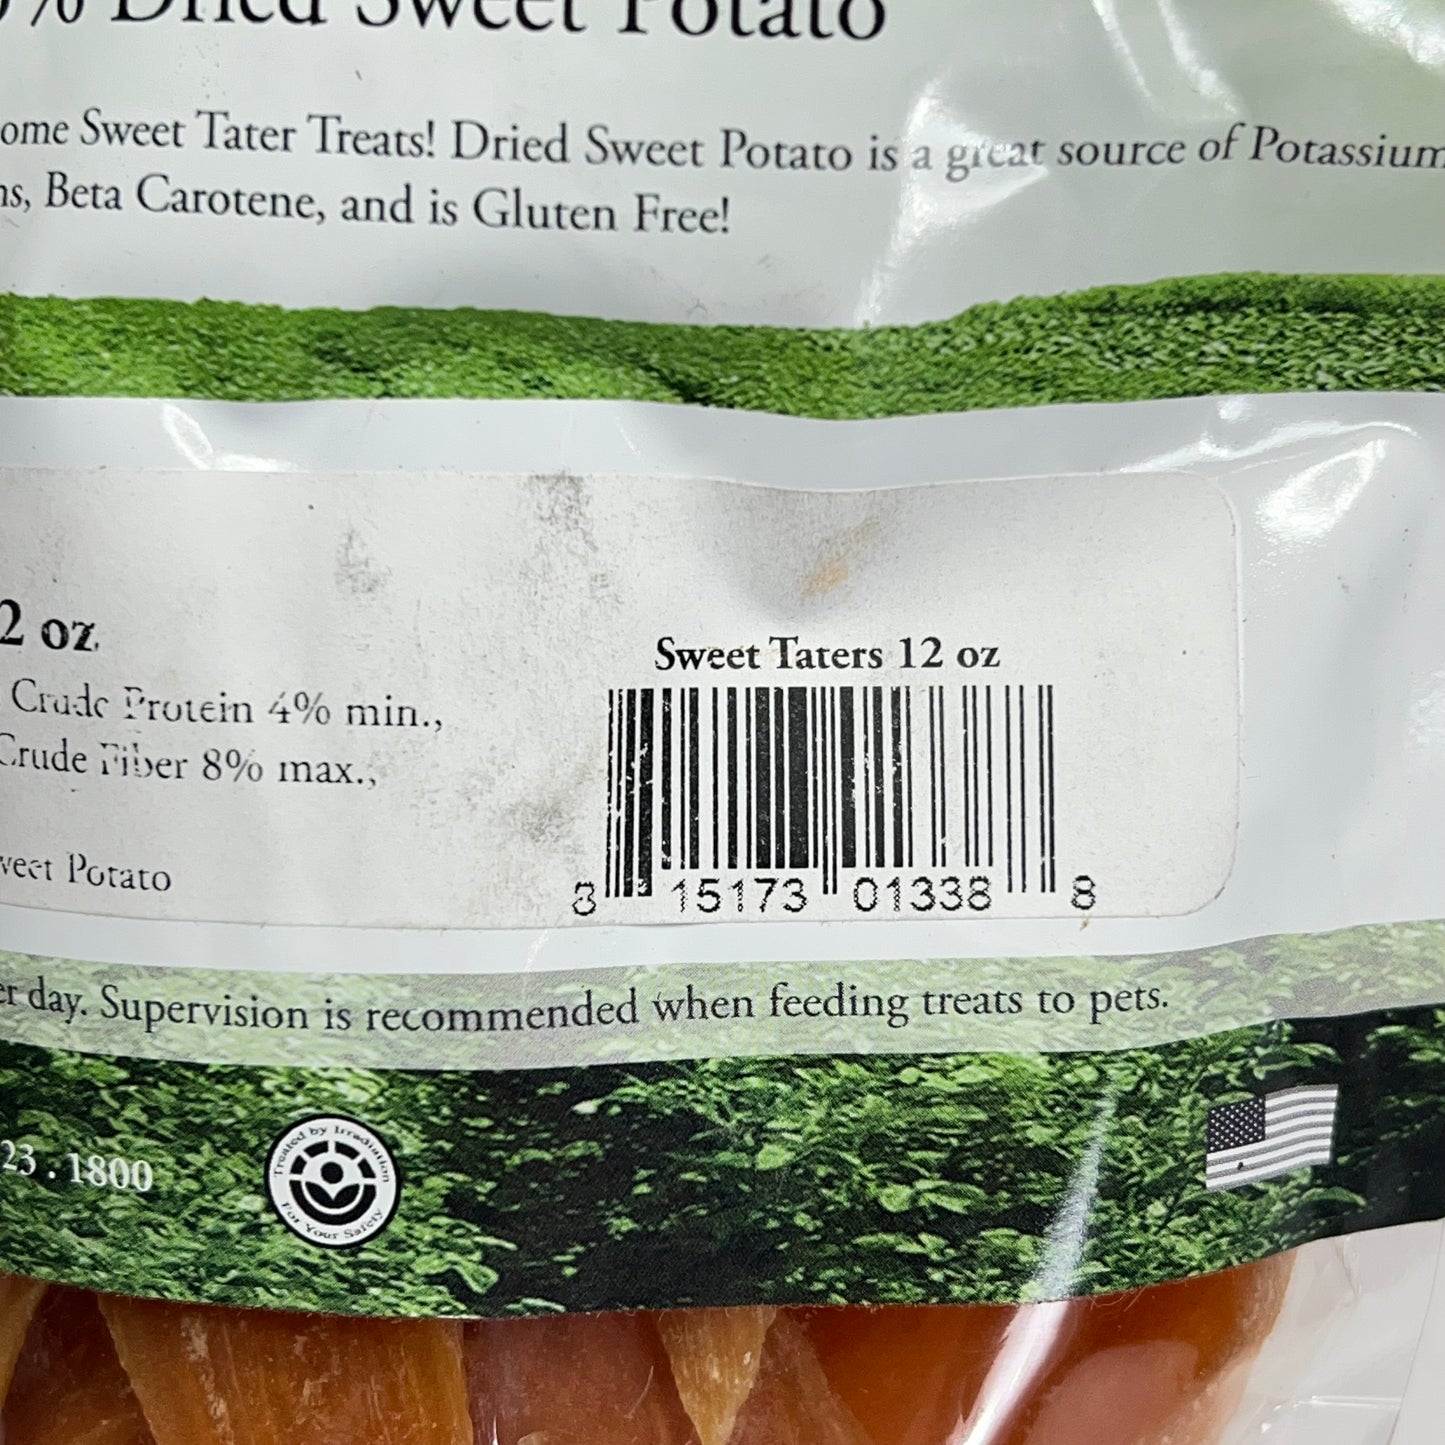 % Dried Sweet Potato
ome Sweet Tater Treats! Dried Sweet Potato is a great source of Potassium
ns, Beta Carotene, and is Gluten Free!
2 oz.
Sweet Taters 12 oz
Crude Protein 4% min.,
Crude Fiber 8% max.,
weet Potato
8 15173 01338 8
er day. Supervision is recommended when feeding treats to pets.
23.1800
Treated by Irradiation
For Your Safety